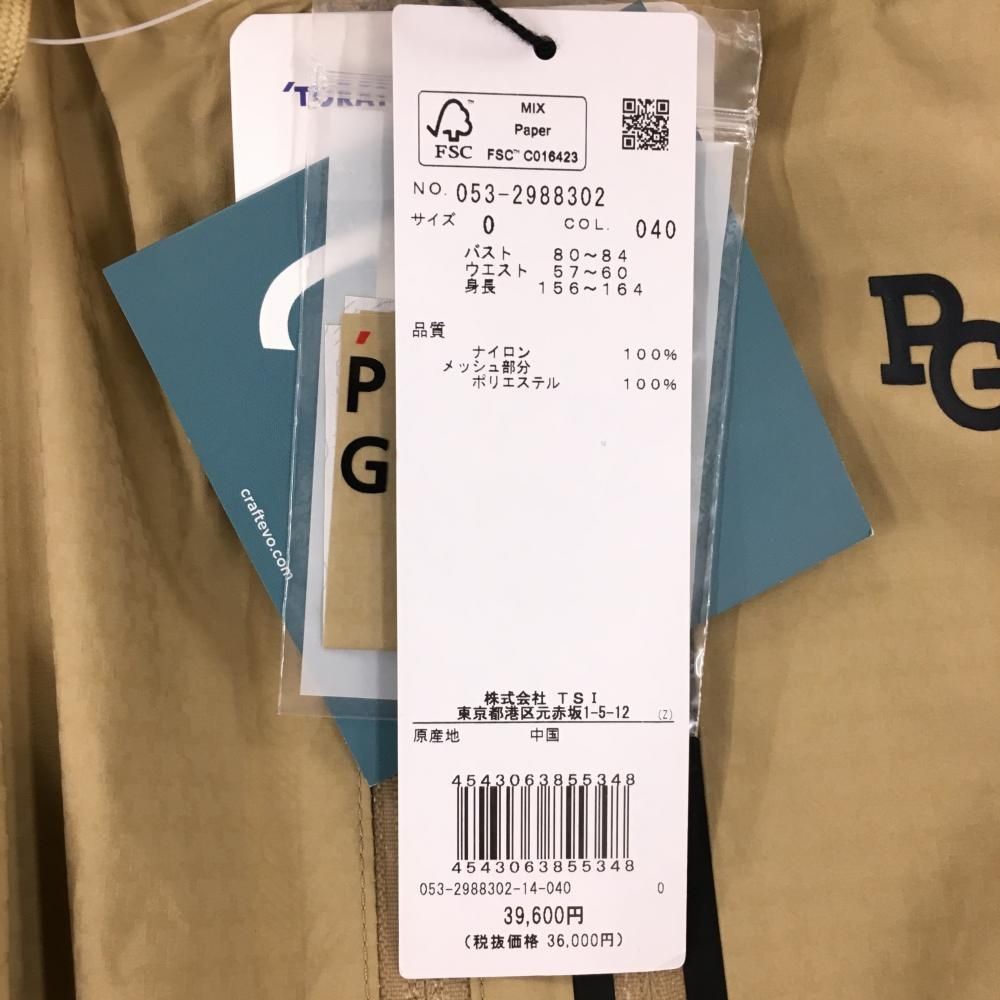 'TORAY
MIX
Paper
FSC™ C016423
FSC
NO. 053-2988302
サイズ 0 COL. 040
バスト 80～84
ウエスト 57～60
身長 156～164
品質
ナイロン 100%
メッシュ部分
ポリエステル 100%
P
G
PG
craftevo.com
株式会社 TSI
東京都港区元赤坂1-5-12 (Z)
原産地 中国
4543063855348
4543063855348
053-2988302-14-040 0
39,600円
(税抜価格 36,000円)